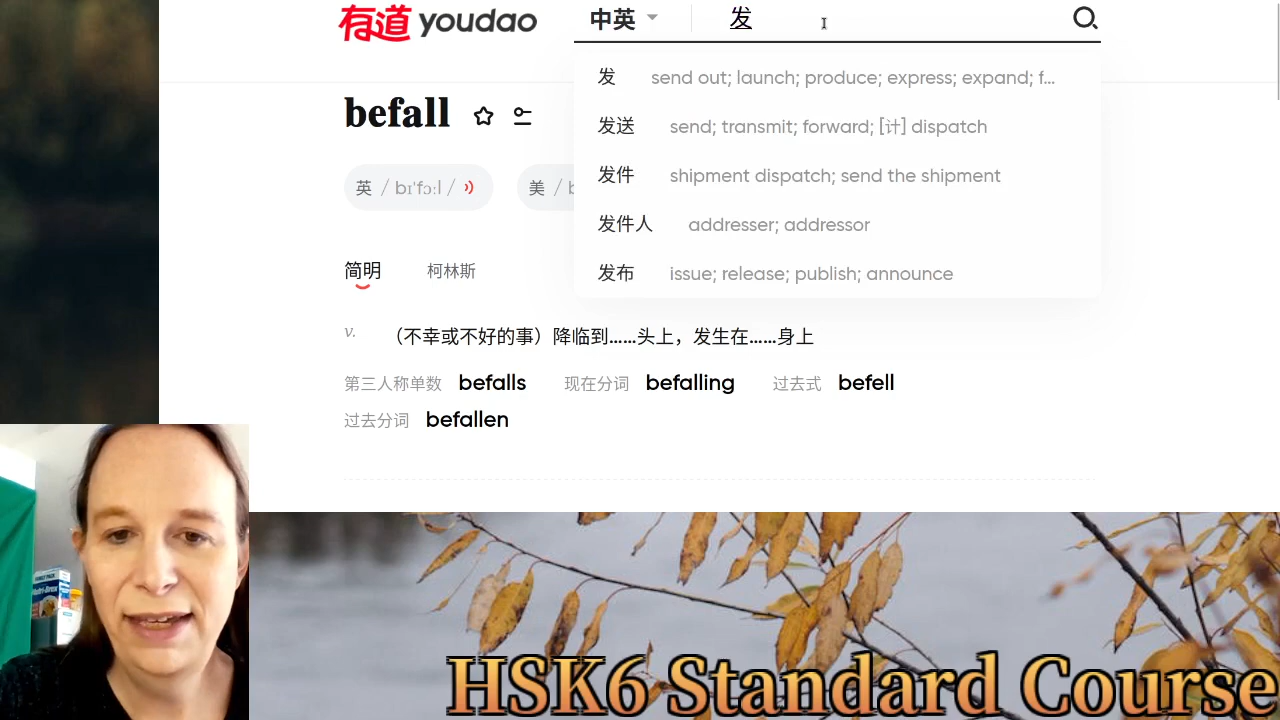 有道 youdao
中英
发
发 send out; launch; produce; express; expand; f...
发送 send; transmit; forward; [计] dispatch
发件 shipment dispatch; send the shipment
发件人 addresser; addressor
发布 issue; release; publish; announce
befall
英 / bɪˈfɔːl /
美 / b
简明 柯林斯
v. （不幸或不好的事）降临到……头上，发生在……身上
第三人称单数 befalls 现在分词 befalling 过去式 befell
过去分词 befallen
HSK6 Standard Course